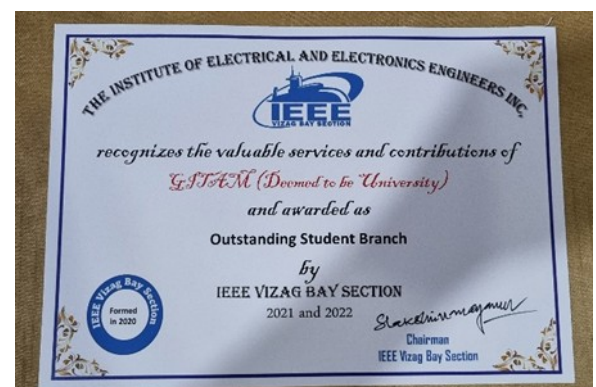 THE INSTITUTE OF ELECTRICAL AND ELECTRONICS ENGINEERS INC,
IEEE
VIZAG BAY SECTION
recognizes the valuable services and contributions of
GITAM (Deemed to be University)
and awarded as
Outstanding Student Branch
by
IEEE VIZAG BAY SECTION
2021 and 2022
IEEE Vizag Bay Section
Formed
in 2020
Chairman
IEEE Vizag Bay Section